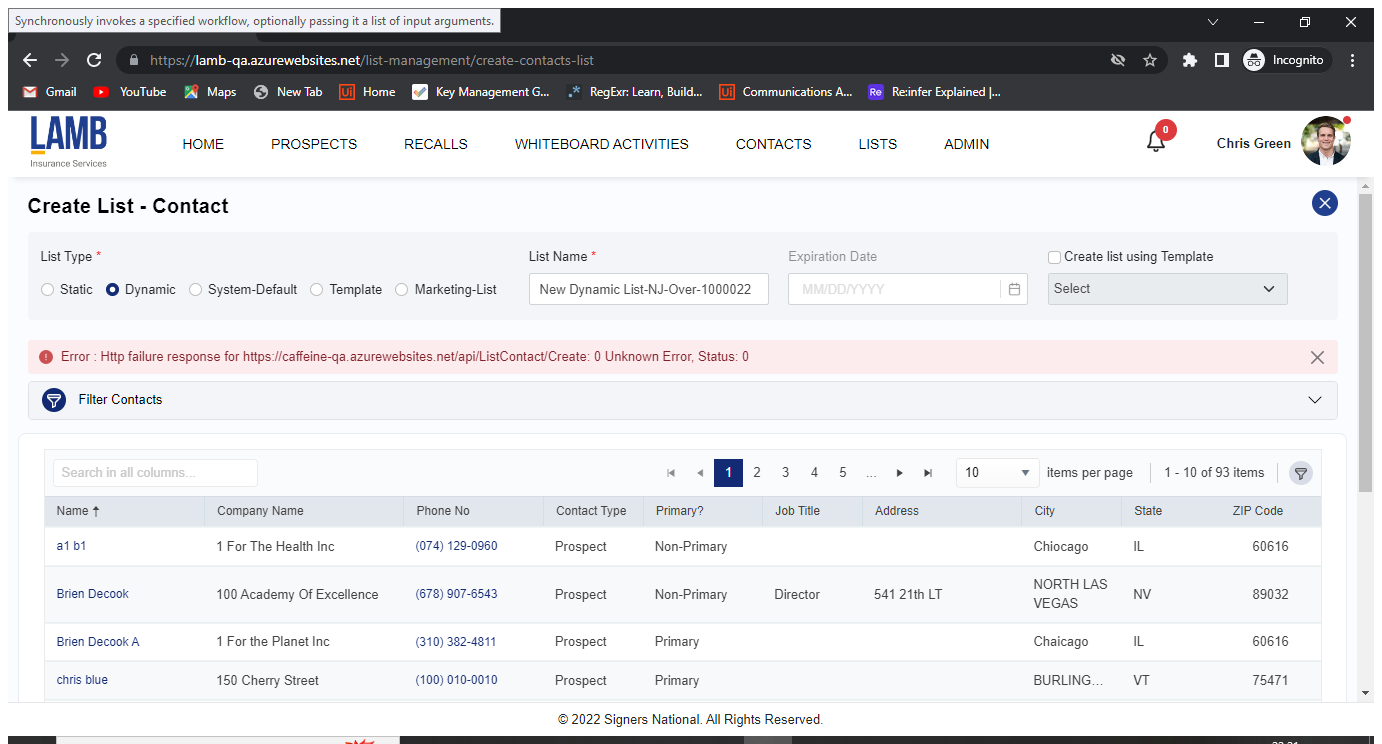 Synchronously invokes a specified workflow, optionally passing it a list of input arguments.
https://lamb-qa.azurewebsites.net/list-management/create-contacts-list
Incognito
Gmail YouTube Maps New Tab Home Key Management G... RegExr: Learn, Build... Communications A... Re:infer Explained |...
LAMB
Insurance Services
HOME PROSPECTS RECALLS WHITEBOARD ACTIVITIES CONTACTS LISTS ADMIN
0
Chris Green
Create List - Contact
List Type * List Name * Expiration Date Create list using Template
Static Dynamic System-Default Template Marketing-List New Dynamic List-NJ-Over-1000022 MM/DD/YYYY Select
Error : Http failure response for https://caffeine-qa.azurewebsites.net/api/ListContact/Create: 0 Unknown Error, Status: 0
Filter Contacts
Search in all columns... 1 2 3 4 5 ... 10 items per page 1 - 10 of 93 items
Name Company Name Phone No Contact Type Primary? Job Title Address City State ZIP Code
a1 b1 1 For The Health Inc (074) 129-0960 Prospect Non-Primary Chiocago IL 60616
Brien Decook 100 Academy Of Excellence (678) 907-6543 Prospect Non-Primary Director 541 21th LT NORTH LAS VEGAS NV 89032
Brien Decook A 1 For the Planet Inc (310) 382-4811 Prospect Primary Chaicago IL 60616
chris blue 150 Cherry Street (100) 010-0010 Prospect Primary BURLING... VT 75471
© 2022 Signers National. All Rights Reserved.